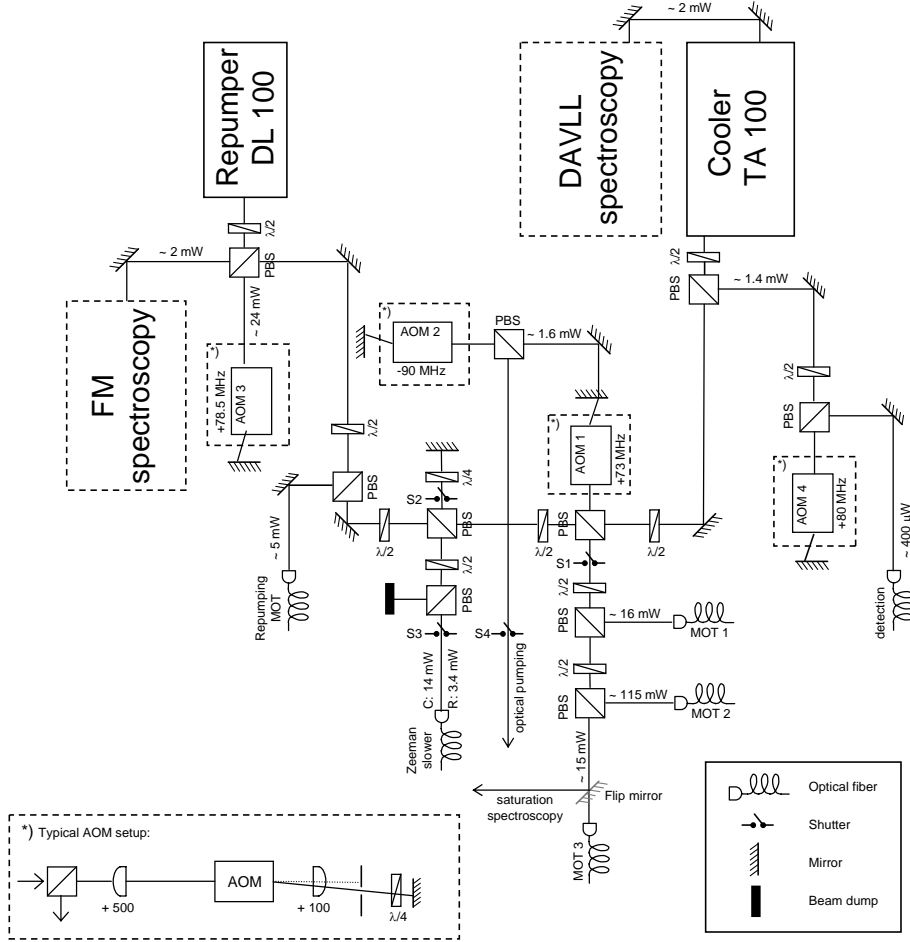 ~ 2 mW
Repumper
DL 100
DAVLL
spectroscopy
Cooler
TA 100
λ/2
PBS
~ 2 mW
~ 24 mW
FM
spectroscopy
*)
+78.5 MHz
AOM 3
*)
AOM 2
-90 MHz
PBS
~ 1.6 mW
λ/2
PBS
~ 1.4 mW
λ/2
PBS
*)
AOM 4
+80 MHz
~ 400 µW
detection
*)
AOM 1
+73 MHz
λ/2
PBS
~ 5 mW
Repumping
MOT
λ/2
λ/4
S2
PBS
λ/2
PBS
λ/2
λ/2
PBS
S3
C: 14 mW
R: 3.4 mW
Zeeman
slower
S4
optical pumping
S1
λ/2
PBS
~ 16 mW
MOT 1
λ/2
PBS
~ 115 mW
MOT 2
~ 15 mW
saturation
spectroscopy
Flip mirror
MOT 3
Optical fiber
Shutter
Mirror
Beam dump
*) Typical AOM setup:
AOM
+ 500
+ 100
λ/4